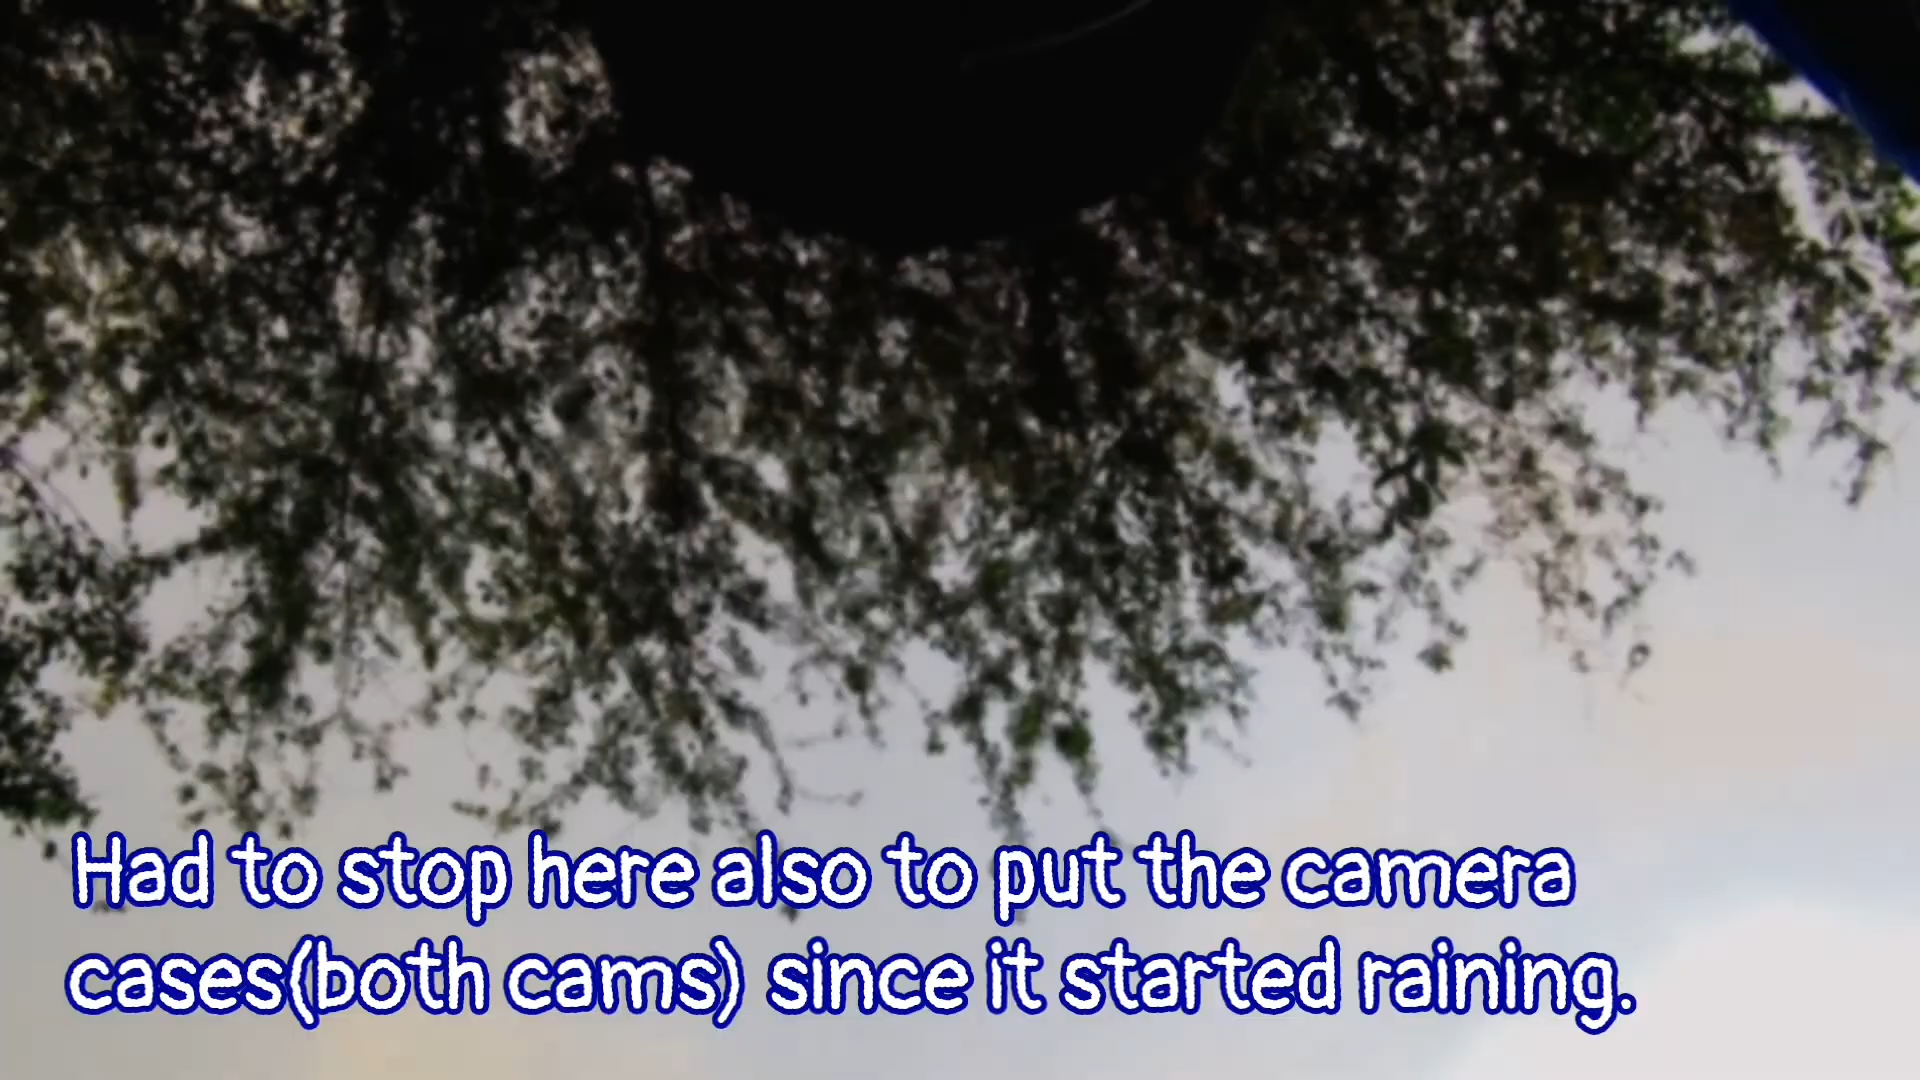 Had to stop here also to put the camera
cases(both cams) since it started raining.